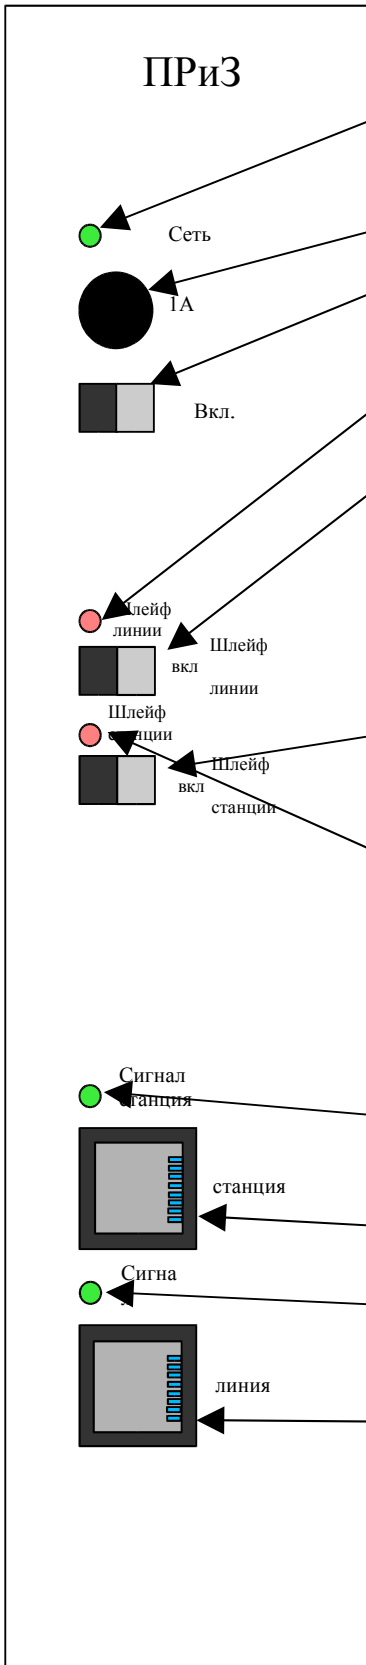 ПРиЗ
Сеть
1А
Вкл.
Шлейф
линии
Шлейф
вкл
линии
Шлейф
станции
Шлейф
вкл
станции
Сигнал
станция
станция
Сигна
линия